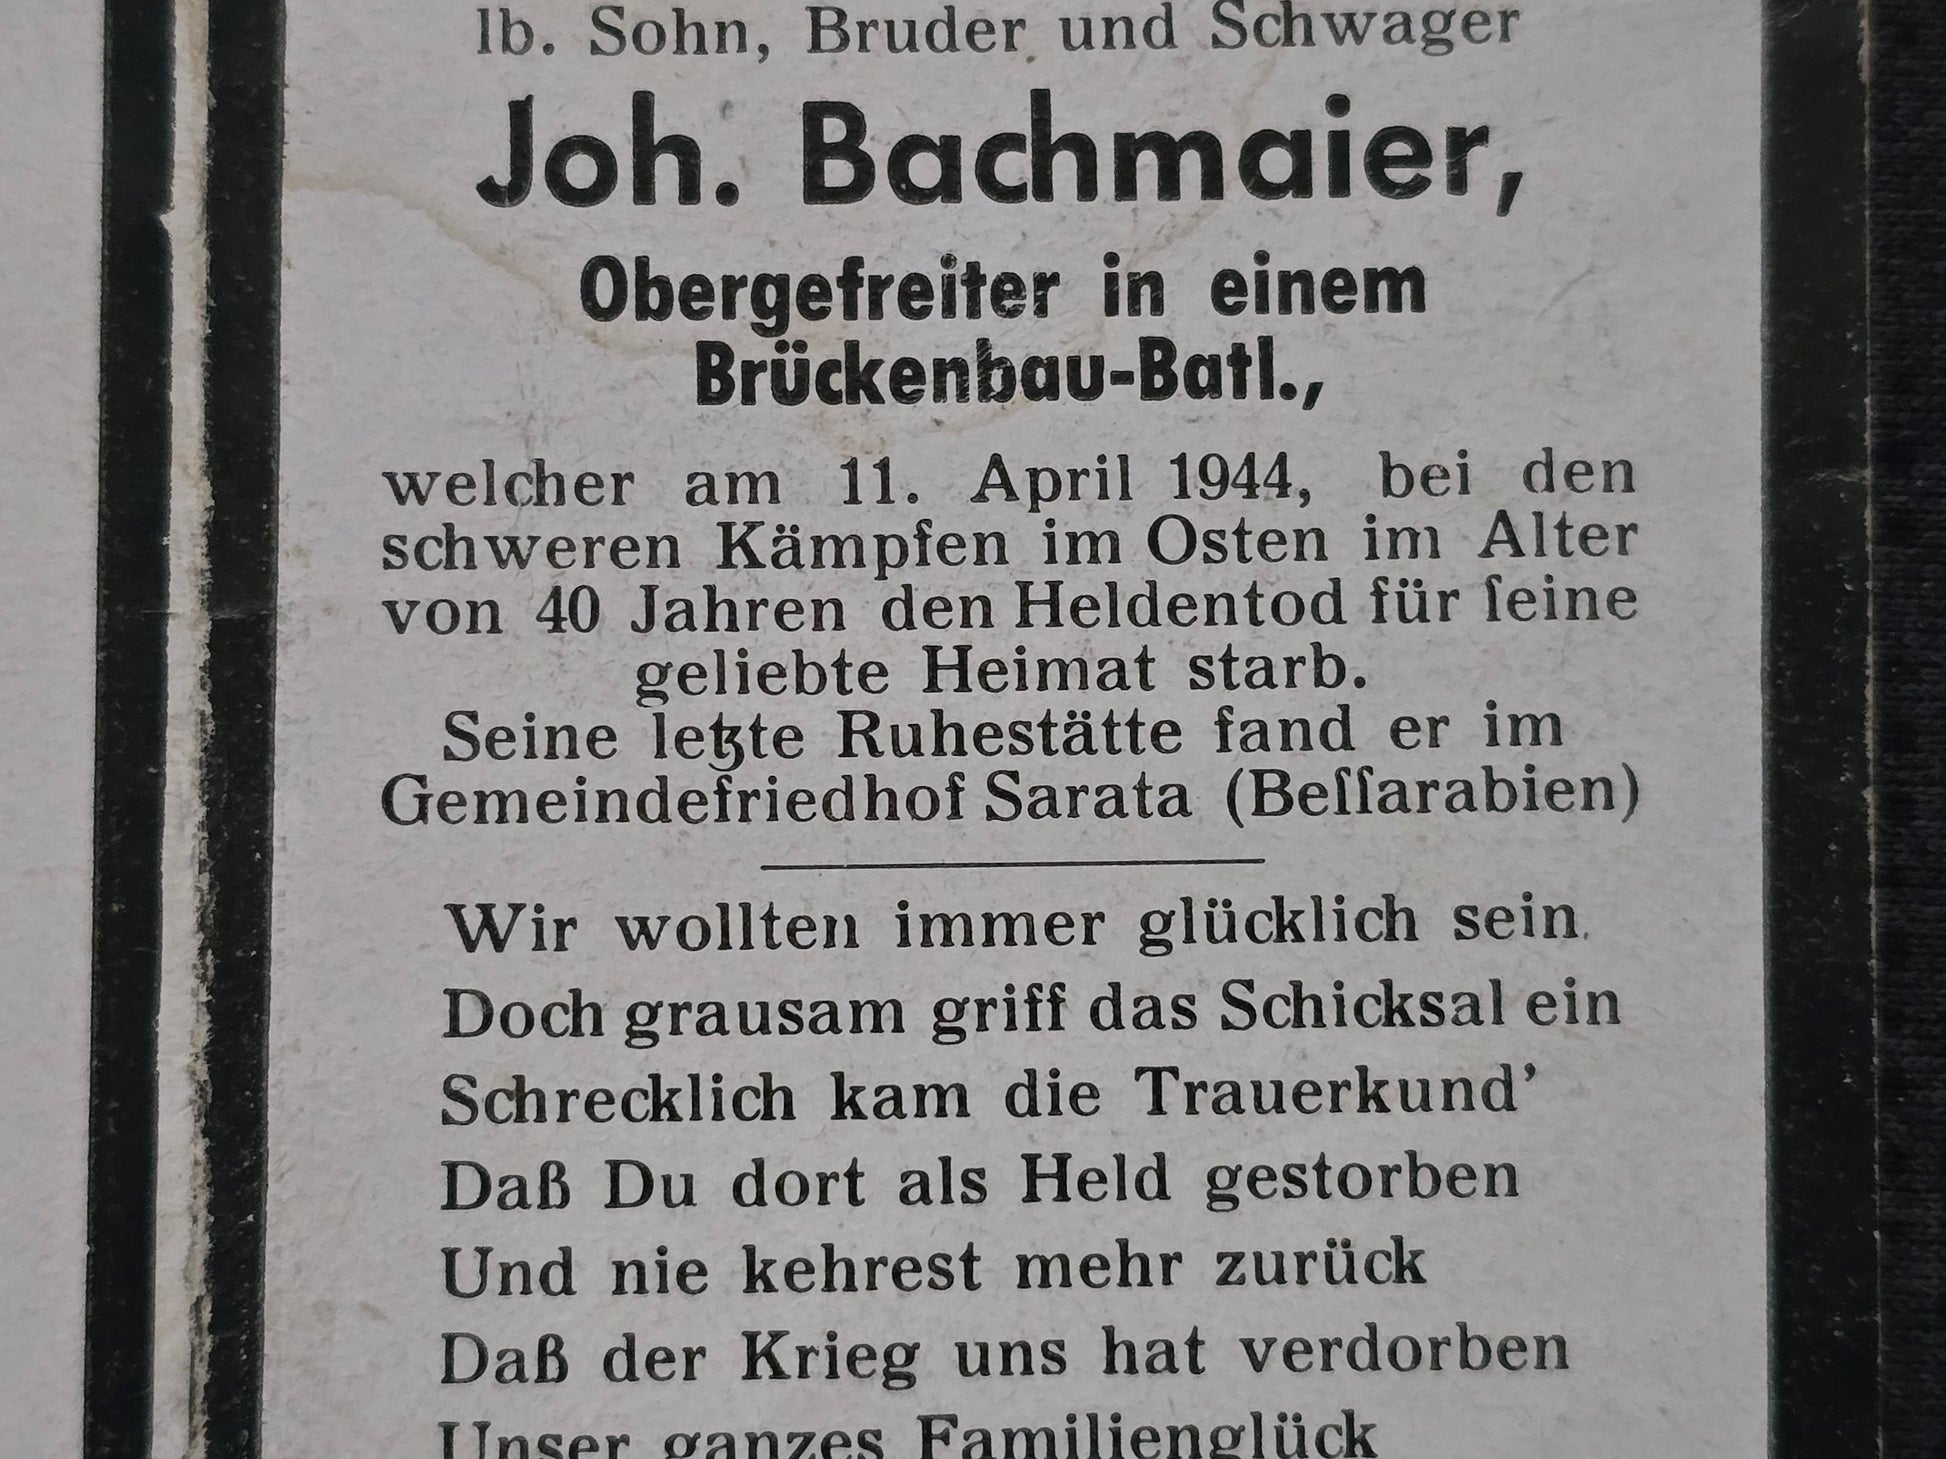 lb. Sohn, Bruder und Schwager
Joh. Bachmaier,
Obergefreiter in einem
Brückenbau-Batl.,
welcher am 11. April 1944, bei den
schweren Kämpfen im Osten im Alter
von 40 Jahren den Heldentod für ſeine
geliebte Heimat starb.
Seine letzte Ruhestätte fand er im
Gemeindefriedhof Sarata (Beſſarabien)
Wir wollten immer glücklich sein.
Doch grausam griff das Schicksal ein
Schrecklich kam die Trauerkund’
Daß Du dort als Held gestorben
Und nie kehrest mehr zurück
Daß der Krieg uns hat verdorben
Unser ganzes Familienglück